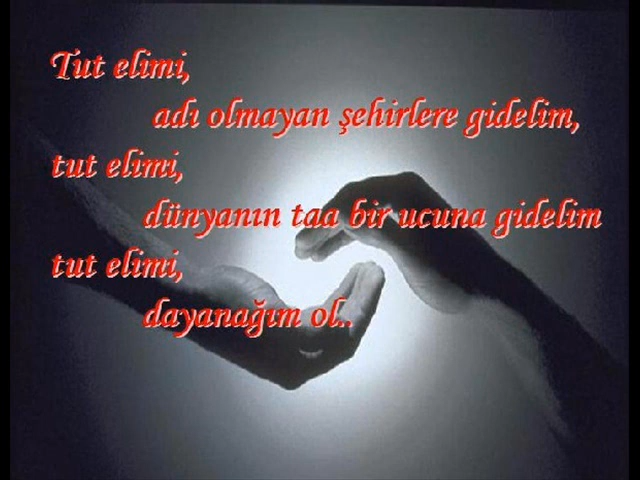 Tut elimi,
adı olmayan şehirlere gidelim,
tut elimi,
dünyanın taa bir ucuna gidelim
tut elimi,
dayanağım ol..